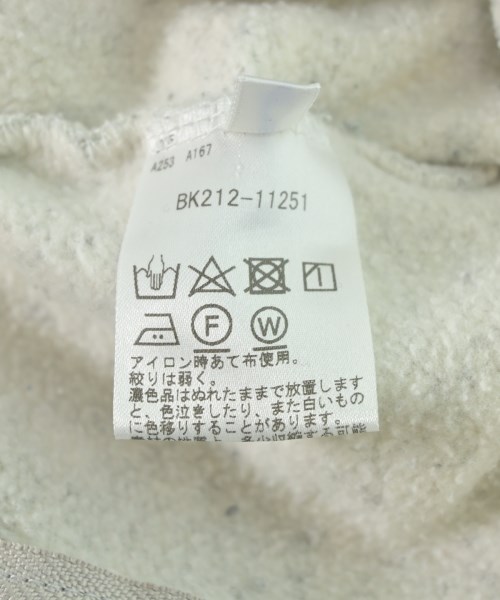 A253 A167
BK212-11251
F W
アイロン時あて布使用。
絞りは弱く。
濃色品はぬれたままで放置します
と、色泣きしたり、また白いもの
に色移りすることがあります。